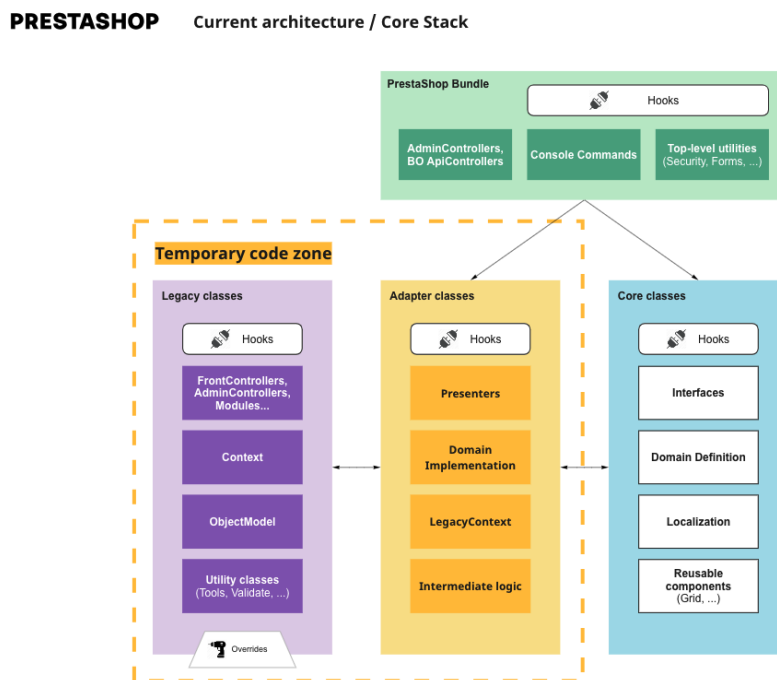 PRESTASHOP
Current architecture / Core Stack
PrestaShop Bundle
Hooks
AdminControllers,
BO ApiControllers
Console Commands
Top-level utilities
(Security, Forms, ...)
Temporary code zone
Legacy classes
Hooks
FrontControllers,
AdminControllers,
Modules...
Context
ObjectModel
Utility classes
(Tools, Validate, ...)
Overrides
Adapter classes
Hooks
Presenters
Domain
Implementation
LegacyContext
Intermediate logic
Core classes
Hooks
Interfaces
Domain Definition
Localization
Reusable
components
(Grid, ...)